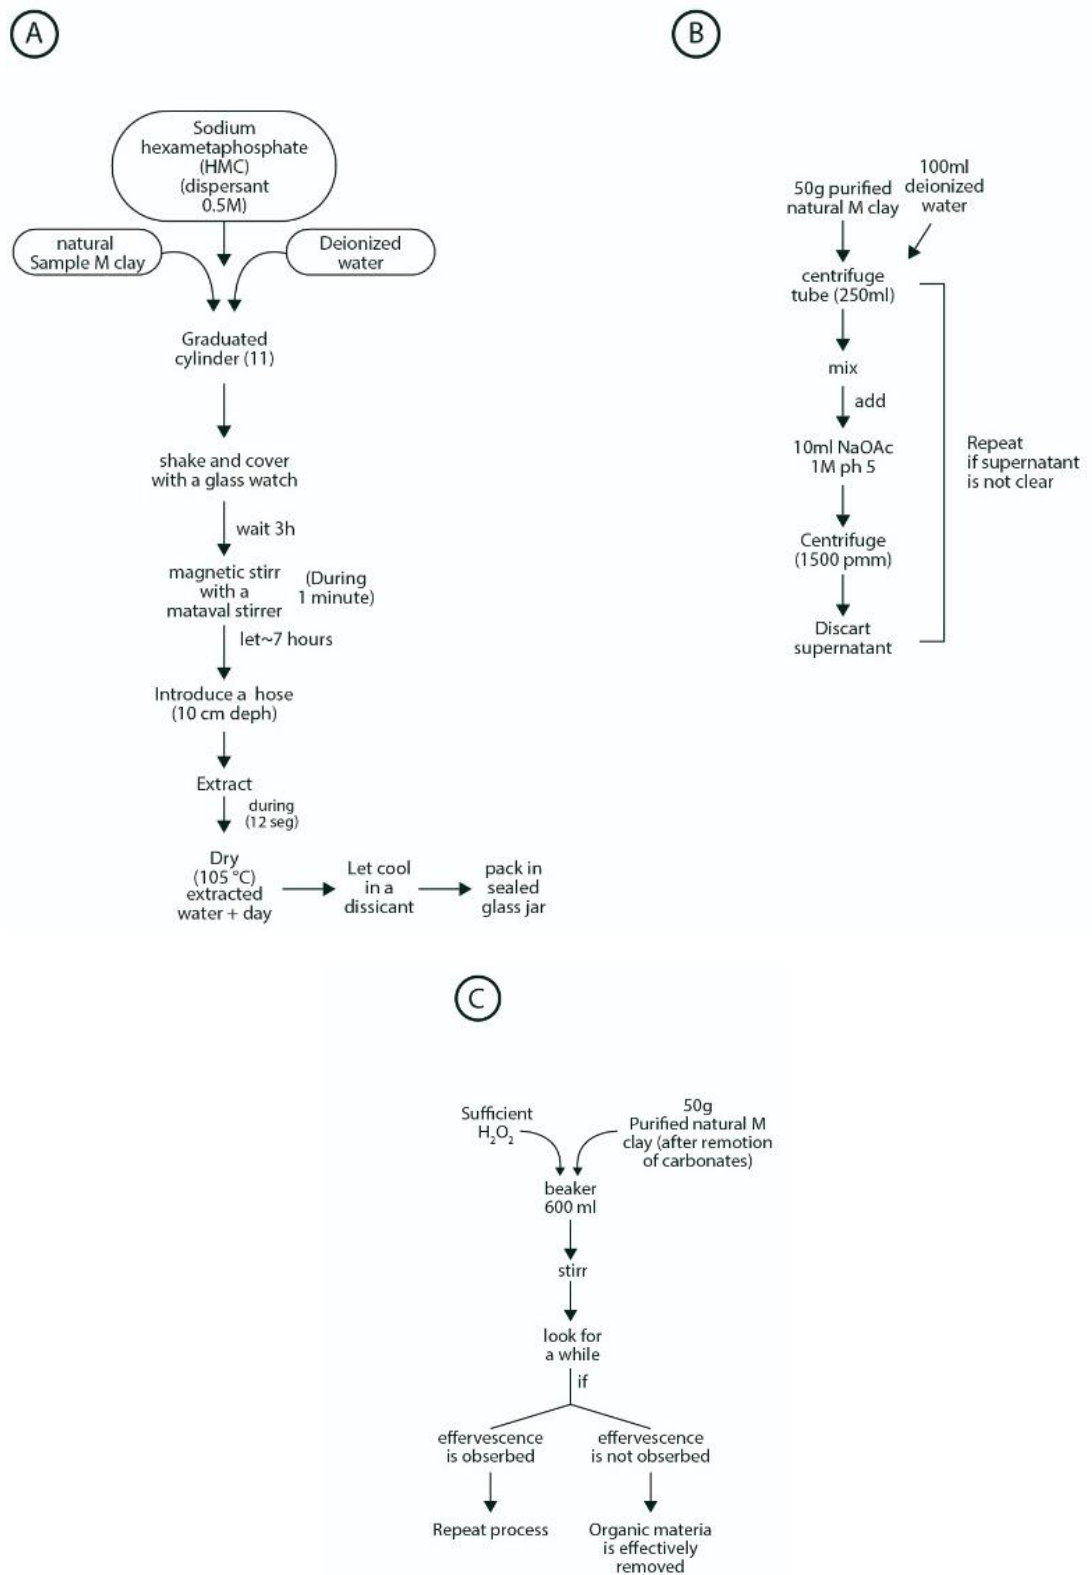 A
Sodium
hexametaphosphate
(HMC)
(dispersant
0.5M)
natural
Sample M clay
Deionized
water
Graduated
cylinder (11)
shake and cover
with a glass watch
wait 3h
magnetic stirr
with a
mataval stirrer
(During
1 minute)
let~7 hours
Introduce a hose
(10 cm deph)
Extract
during
(12 seg)
Dry
(105 °C)
extracted
water + day
Let cool
in a
dissicant
pack in
sealed
glass jar
B
50g purified
natural M clay
100ml
deionized
water
centrifuge
tube (250ml)
mix
add
10ml NaOAc
1M ph 5
Centrifuge
(1500 pmm)
Discart
supernatant
Repeat
if supernatant
is not clear
C
Sufficient
H₂O₂
50g
Purified natural M
clay (after remotion
of carbonates)
beaker
600 ml
stirr
look for
a while
if
effervescence
is obserbed
effervescence
is not obserbed
Repeat process
Organic materia
is effectively
removed